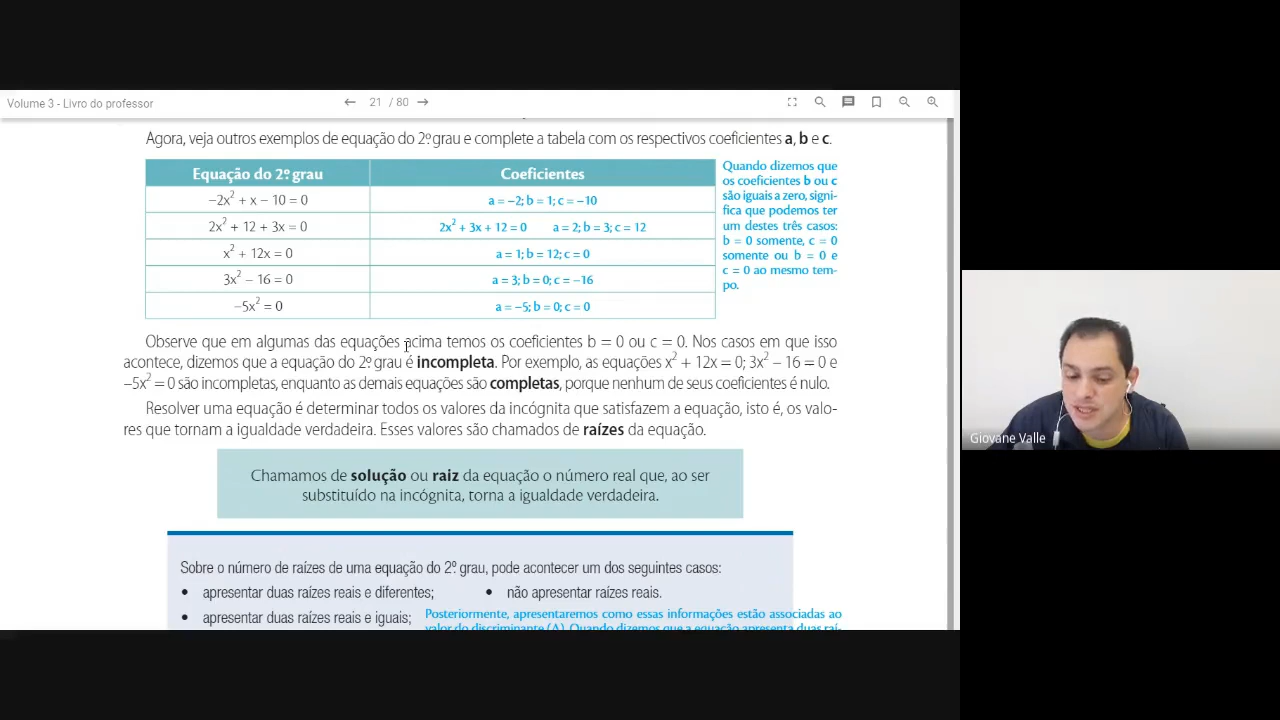 Volume 3 - Livro do professor
21 / 80
Agora, veja outros exemplos de equação do 2º grau e complete a tabela com os respectivos coeficientes a, b e c.
Equação do 2º grau Coeficientes
−2x² + x − 10 = 0 a = −2; b = 1; c = −10
2x² + 12 + 3x = 0 2x² + 3x + 12 = 0 a = 2; b = 3; c = 12
x² + 12x = 0 a = 1; b = 12; c = 0
3x² − 16 = 0 a = 3; b = 0; c = −16
−5x² = 0 a = −5; b = 0; c = 0
Quando dizemos que
os coeficientes b ou c
são iguais a zero, signi-
fica que podemos ter
um destes três casos:
b = 0 somente, c = 0
somente ou b = 0 e
c = 0 ao mesmo tem-
po.
Observe que em algumas das equações acima temos os coeficientes b = 0 ou c = 0. Nos casos em que isso
acontece, dizemos que a equação do 2º grau é incompleta. Por exemplo, as equações x² + 12x = 0; 3x² − 16 = 0 e
−5x² = 0 são incompletas, enquanto as demais equações são completas, porque nenhum de seus coeficientes é nulo.
Resolver uma equação é determinar todos os valores da incógnita que satisfazem a equação, isto é, os valo-
res que tornam a igualdade verdadeira. Esses valores são chamados de raízes da equação.
Chamamos de solução ou raiz da equação o número real que, ao ser
substituído na incógnita, torna a igualdade verdadeira.
Sobre o número de raízes de uma equação do 2º grau, pode acontecer um dos seguintes casos:
• apresentar duas raízes reais e diferentes; • não apresentar raízes reais.
• apresentar duas raízes reais e iguais;
Posteriormente, apresentaremos como essas informações estão associadas ao
valor do discriminante (Δ). Quando dizemos que a equação apresenta duas raí-
Giovane Valle